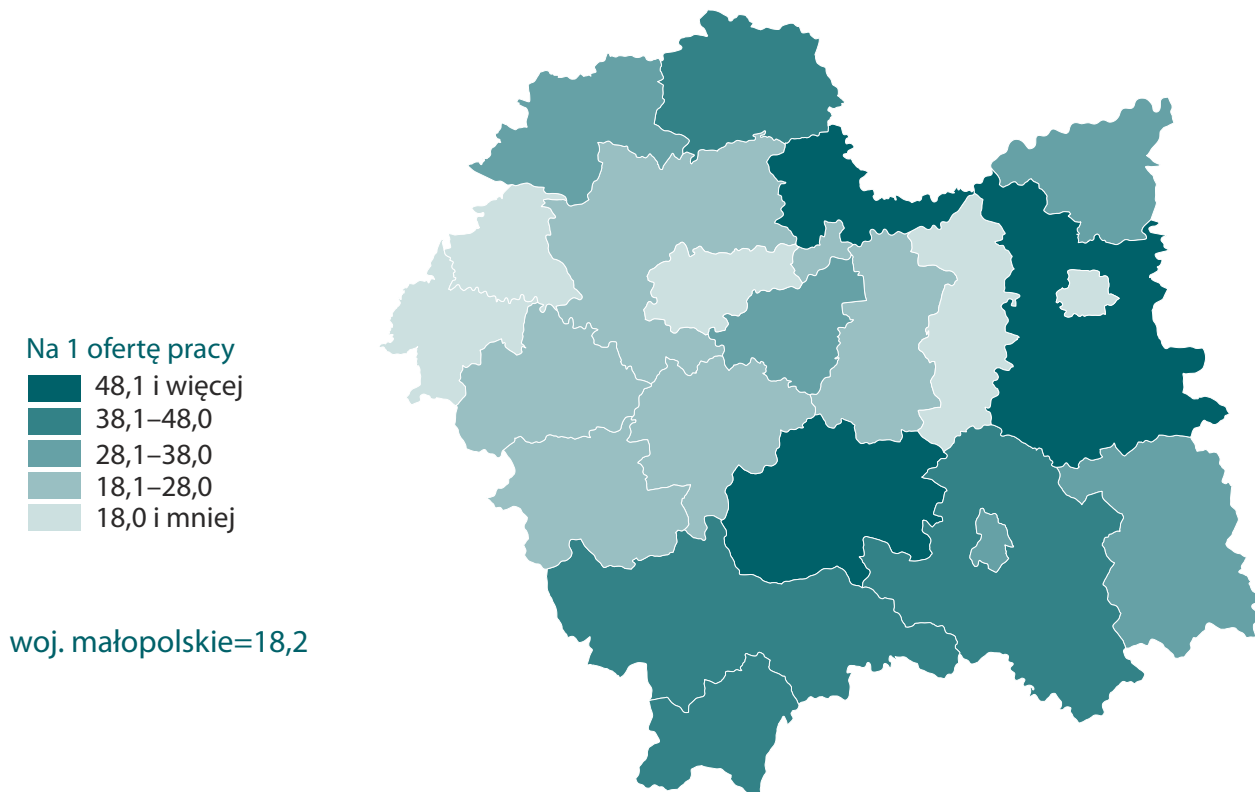 Na 1 ofertę pracy
48,1 i więcej
38,1–48,0
28,1–38,0
18,1–28,0
18,0 i mniej
woj. małopolskie=18,2